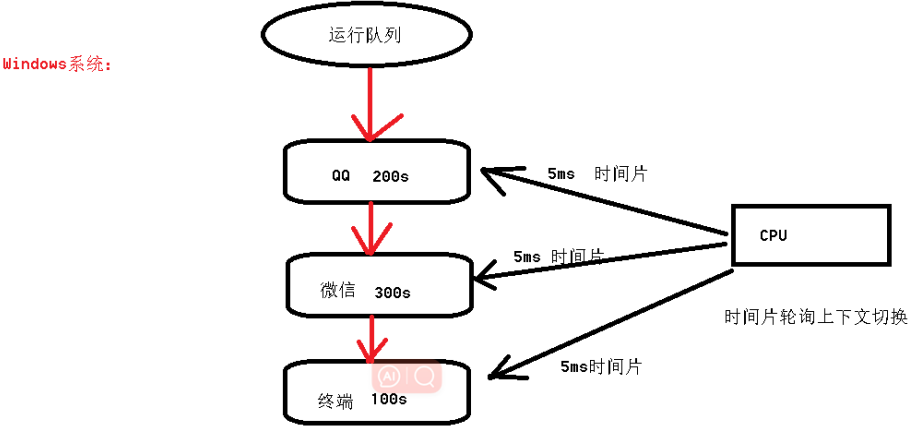 运行队列
Windows系统：
QQ 200s
5ms 时间片
CPU
5ms 时间片
微信 300s
时间片轮询上下文切换
5ms时间片
终端 100s
AI